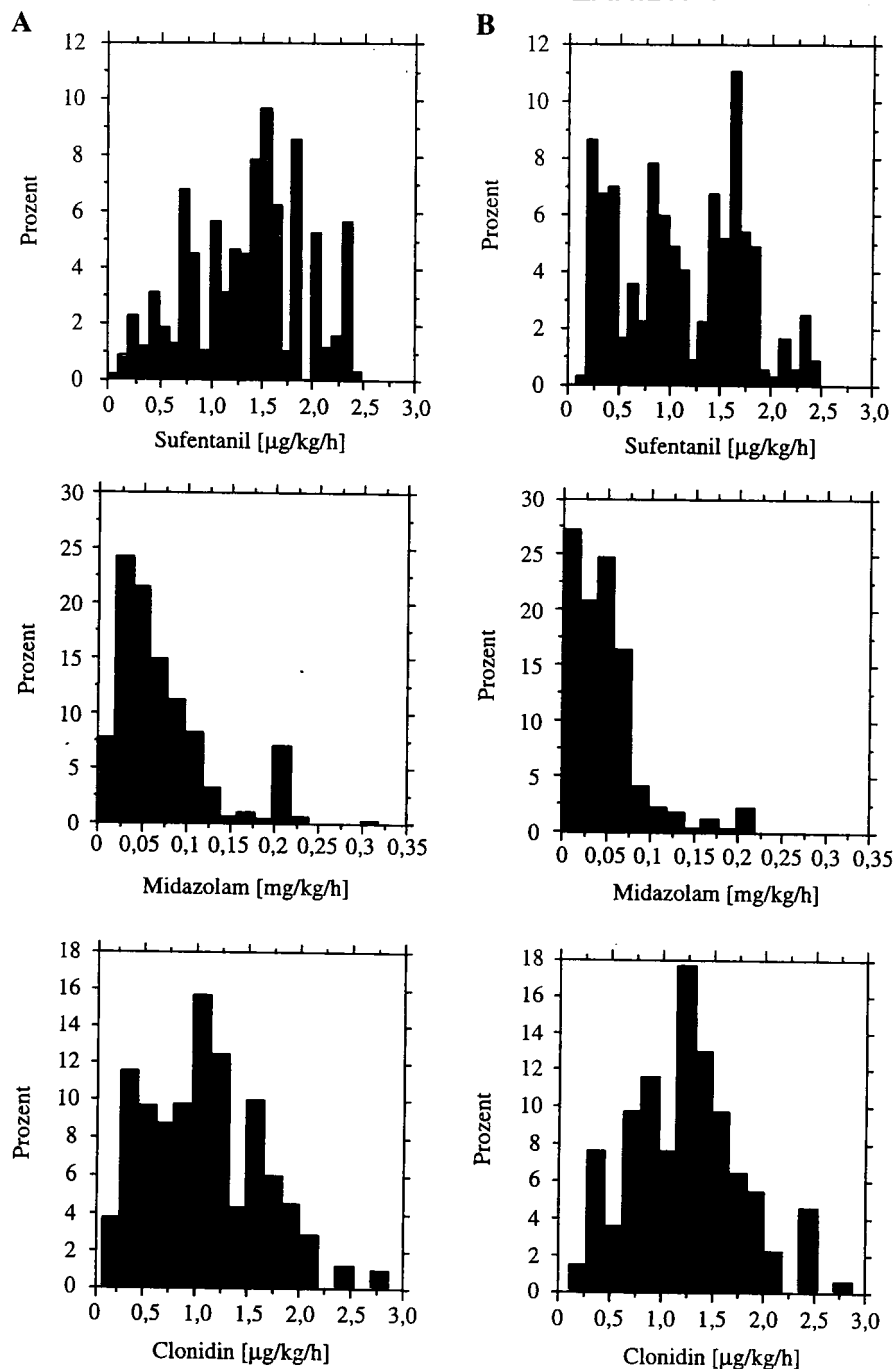 A
12
10
8
6
4
2
0
Prozent
0 0,5 1,0 1,5 2,0 2,5 3,0
Sufentanil [µg/kg/h]
B
12
10
8
6
4
2
0
Prozent
0 0,5 1,0 1,5 2,0 2,5 3,0
Sufentanil [µg/kg/h]
30
25
20
15
10
5
0
Prozent
0 0,05 0,1 0,15 0,2 0,25 0,3 0,35
Midazolam [mg/kg/h]
30
25
20
15
10
5
0
Prozent
0 0,05 0,1 0,15 0,2 0,25 0,3 0,35
Midazolam [mg/kg/h]
18
16
14
12
10
8
6
4
2
0
Prozent
0 0,5 1,0 1,5 2,0 2,5 3,0
Clonidin [µg/kg/h]
18
16
14
12
10
8
6
4
2
0
Prozent
0 0,5 1,0 1,5 2,0 2,5 3,0
Clonidin [µg/kg/h]